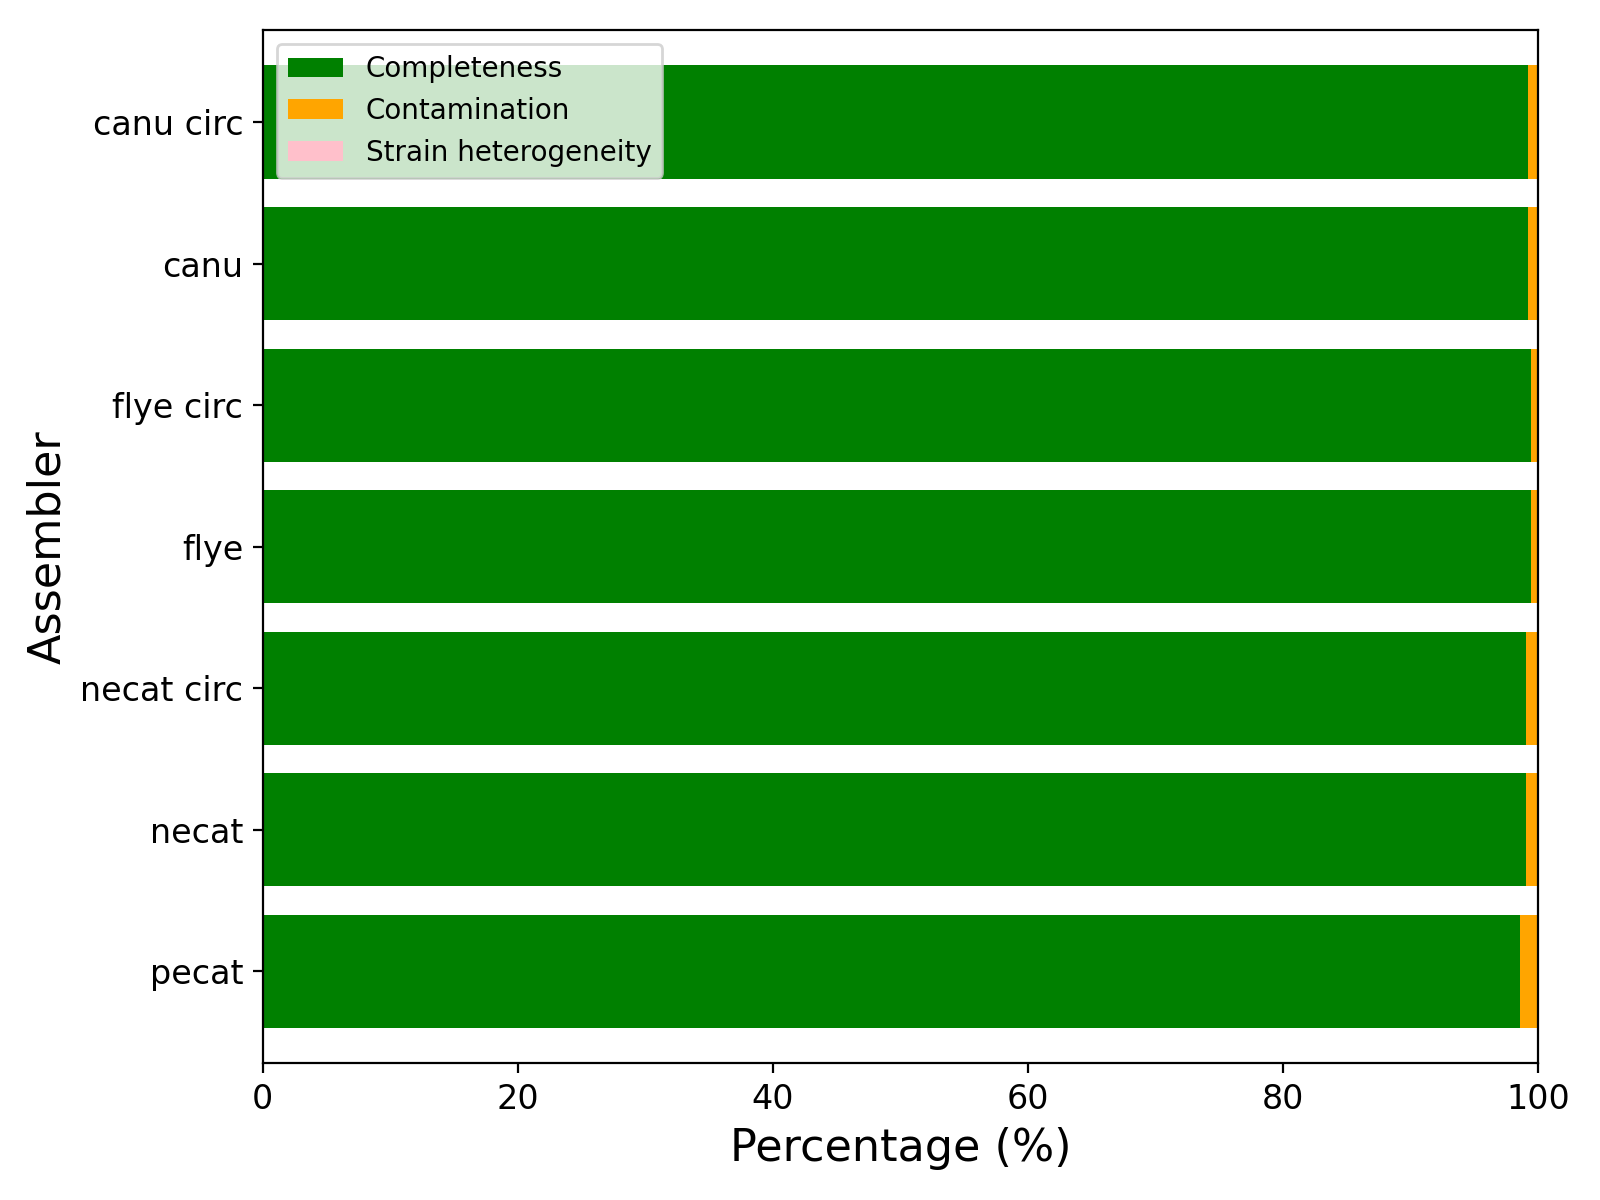 Completeness
Contamination
Strain heterogeneity
canu circ
canu
flye circ
flye
necat circ
necat
pecat
Assembler
0 20 40 60 80 100
Percentage (%)